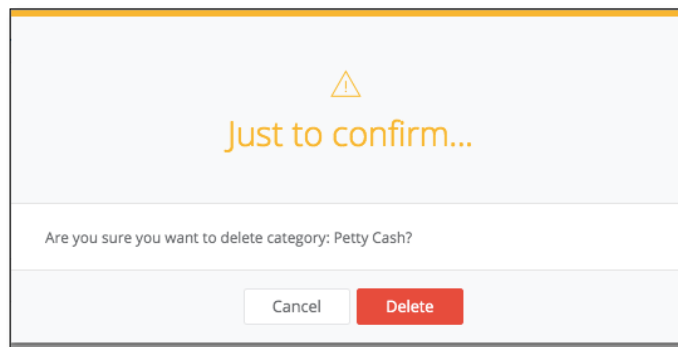 Just to confirm...
Are you sure you want to delete category: Petty Cash?
Cancel
Delete